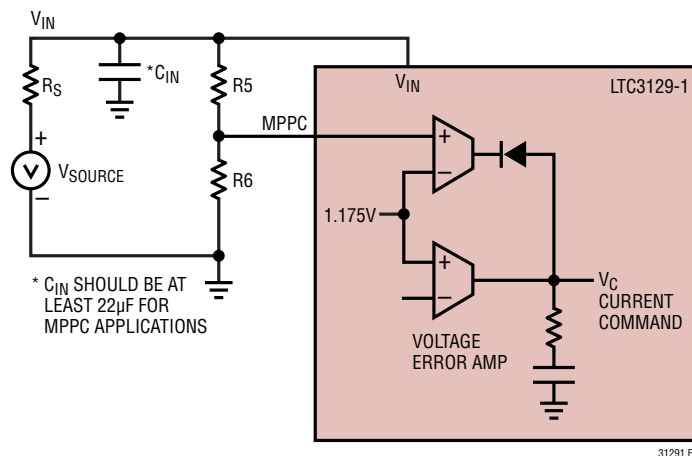 VIN
RS
*CIN
R5
VIN
LTC3129-1
MPPC
+
VSOURCE
−
R6
+
−
1.175V
+
−
* CIN SHOULD BE AT
LEAST 22µF FOR
MPPC APPLICATIONS
VC
CURRENT
COMMAND
VOLTAGE
ERROR AMP